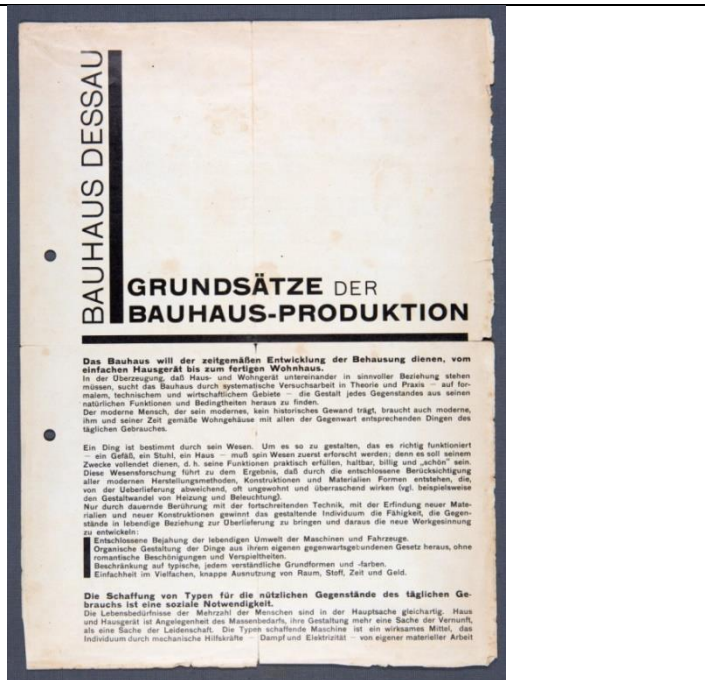 BAUHAUS DESSAU
GRUNDSÄTZE DER
BAUHAUS-PRODUKTION
Das Bauhaus will der zeitgemäßen Entwicklung der Behausung dienen, vom
einfachen Hausgerät bis zum fertigen Wohnhaus.
In der Überzeugung, daß Haus- und Wohngerät untereinander in sinnvoller Beziehung stehen
müssen, sucht das Bauhaus durch systematische Versuchsarbeit in Theorie und Praxis — auf for-
malem, technischem und wirtschaftlichem Gebiete — die Gestalt jedes Gegenstandes aus seinen
natürlichen Funktionen und Bedingtheiten heraus zu finden.
Der moderne Mensch, der sein modernes, kein historisches Gewand trägt, braucht auch moderne,
ihm und seiner Zeit gemäße Wohngehäuse mit allen der Gegenwart entsprechenden Dingen des
täglichen Gebrauches.
Ein Ding ist bestimmt durch sein Wesen. Um es so zu gestalten, das es richtig funktioniert
— ein Gefäß, ein Stuhl, ein Haus — muß sein Wesen zuerst erforscht werden; denn es soll seinem
Zwecke vollendet dienen, d. h. seine Funktionen praktisch erfüllen, haltbar, billig und „schön" sein.
Diese Wesensforschung führt zu dem Ergebnis, daß durch die entschlossene Berücksichtigung
aller modernen Herstellungsmethoden, Konstruktionen und Materialien Formen entstehen, die,
von der Ueberlieferung abweichend, oft ungewohnt und überraschend wirken (vgl. beispielsweise
den Gestaltwandel von Heizung und Beleuchtung).
Nur durch dauernde Berührung mit der fortschreitenden Technik, mit der Erfindung neuer Mate-
rialien und neuer Konstruktionen gewinnt das gestaltende Individuum die Fähigkeit, die Gegen-
stände in lebendige Beziehung zur Überlieferung zu bringen und daraus die neue Werkgesinnung
zu entwickeln:
Entschlossene Bejahung der lebendigen Umwelt der Maschinen und Fahrzeuge.
Organische Gestaltung der Dinge aus ihrem eigenen gegenwartsgebundenen Gesetz heraus, ohne
romantische Beschönigungen und Verspieltheiten.
Beschränkung auf typische, jedem verständliche Grundformen und -farben.
Einfachheit im Vielfachen, knappe Ausnutzung von Raum, Stoff, Zeit und Geld.
Die Schaffung von Typen für die nützlichen Gegenstände des täglichen Ge-
brauchs ist eine soziale Notwendigkeit.
Die Lebensbedürfnisse der Mehrzahl der Menschen sind in der Hauptsache gleichartig. Haus
und Hausgerät ist Angelegenheit des Massenbedarfs, ihre Gestaltung mehr eine Sache der Vernunft,
als eine Sache der Leidenschaft. Die Typen schaffende Maschine ist ein wirksames Mittel, das
Individuum durch mechanische Hilfskräfte — Dampf und Elektrizität — von eigener materieller Arbeit